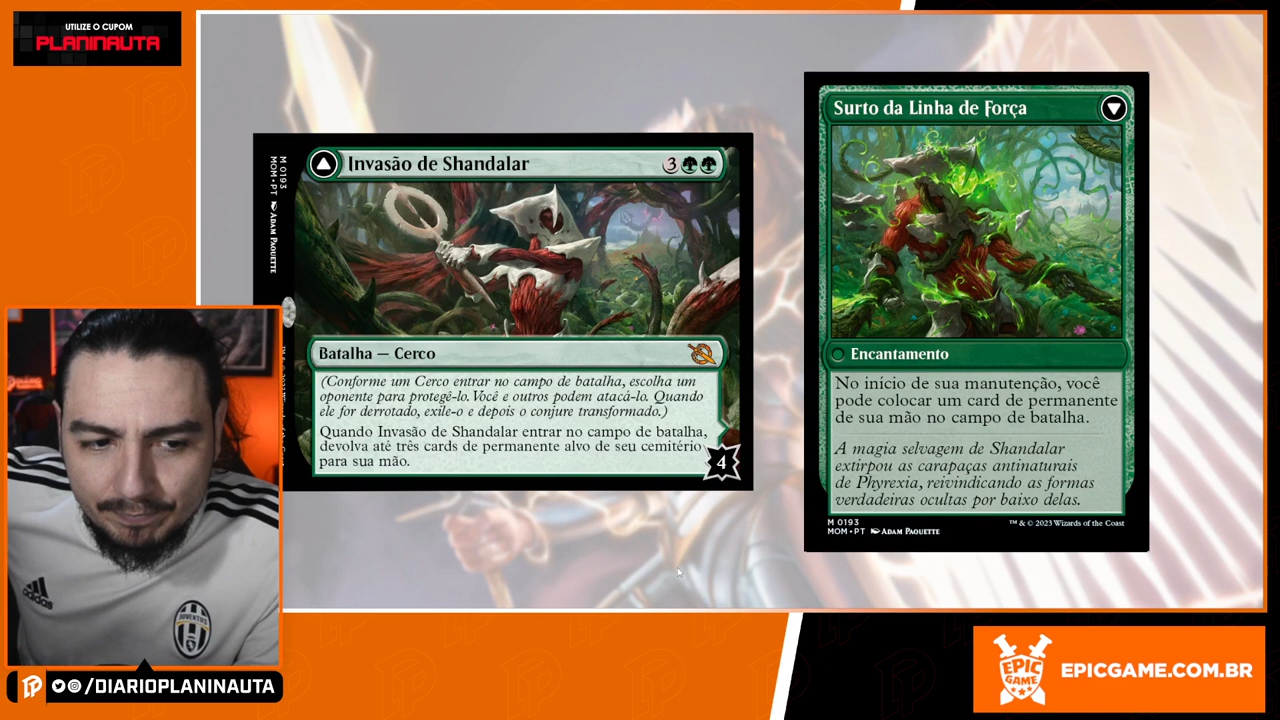 UTILIZE O CUPOM
PLANINAUTA
Invasão de Shandalar
3
M 0193
MOM • PT ADAM PAQUETTE
Batalha — Cerco
(Conforme um Cerco entrar no campo de batalha, escolha um
oponente para protegê-lo. Você e outros podem atacá-lo. Quando
ele for derrotado, exile-o e depois o conjure transformado.)
Quando Invasão de Shandalar entrar no campo de batalha,
devolva até três cards de permanente alvo de seu cemitério
para sua mão.
4
Surto da Linha de Força
Encantamento
No início de sua manutenção, você
pode colocar um card de permanente
de sua mão no campo de batalha.
A magia selvagem de Shandalar
extirpou as carapaças antinaturais
de Phyrexia, reivindicando as formas
verdadeiras ocultas por baixo delas.
M 0193
MOM • PT ADAM PAQUETTE
™ & © 2023 Wizards of the Coast
adidas
JUVENTUS
/DIARIOPLANINAUTA
EPIC
GAME
EPICGAME.COM.BR